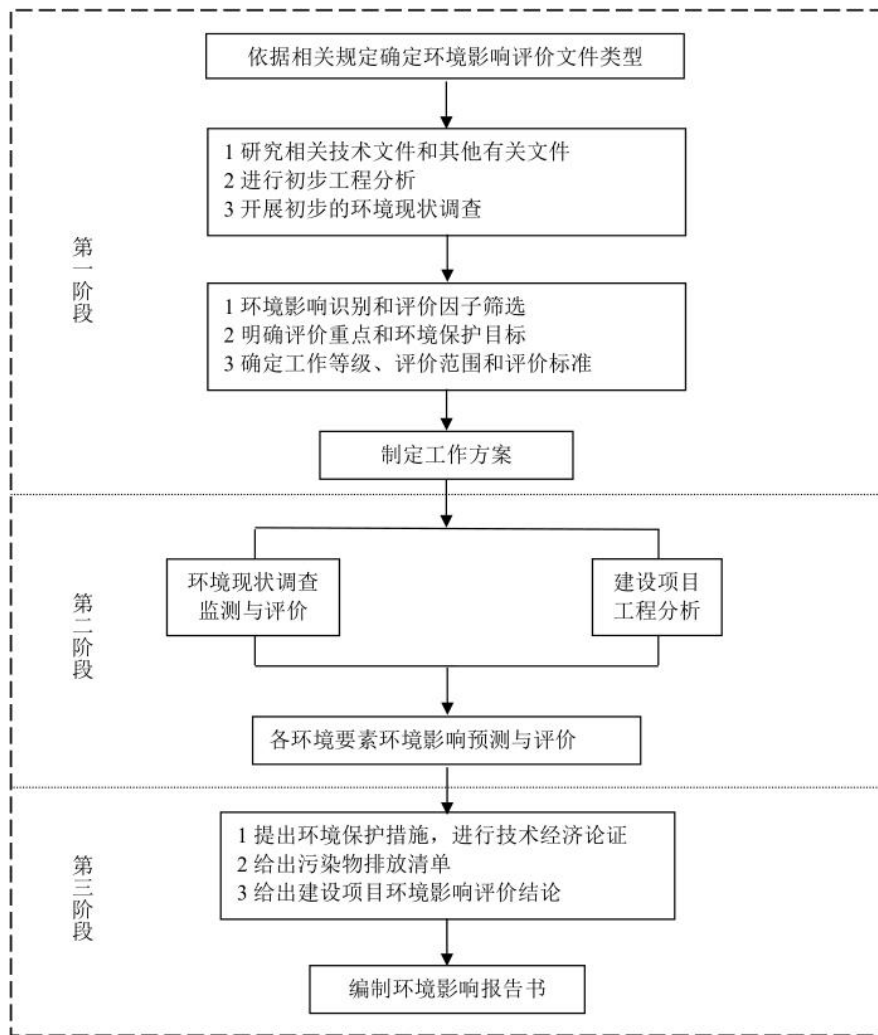 依据相关规定确定环境影响评价文件类型
1 研究相关技术文件和其他有关文件
2 进行初步工程分析
3 开展初步的环境现状调查
第一阶段
1 环境影响识别和评价因子筛选
2 明确评价重点和环境保护目标
3 确定工作等级、评价范围和评价标准
制定工作方案
第二阶段
环境现状调查
监测与评价
建设项目
工程分析
各环境要素环境影响预测与评价
第三阶段
1 提出环境保护措施，进行技术经济论证
2 给出污染物排放清单
3 给出建设项目环境影响评价结论
编制环境影响报告书